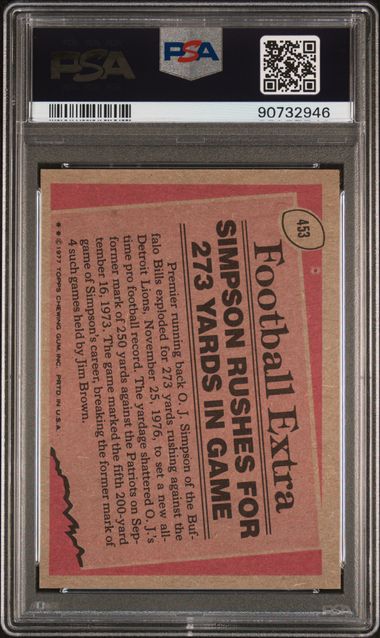 PSA
PSA
90732946
453
Football Extra
SIMPSON RUSHES FOR
273 YARDS IN GAME
Premier running back O. J. Simpson of the Buf-
falo Bills exploded for 273 yards rushing against the
Detroit Lions, November 25, 1976, to set a new all-
time pro football record. The yardage shattered O. J.'s
former mark of 250 yards against the Patriots on Sep-
tember 16, 1973. The game marked the fifth 200-yard
game of Simpson's career, breaking the former mark of
4 such games held by Jim Brown.
★★©1977 TOPPS CHEWING GUM, INC. PRTD. IN U.S.A.